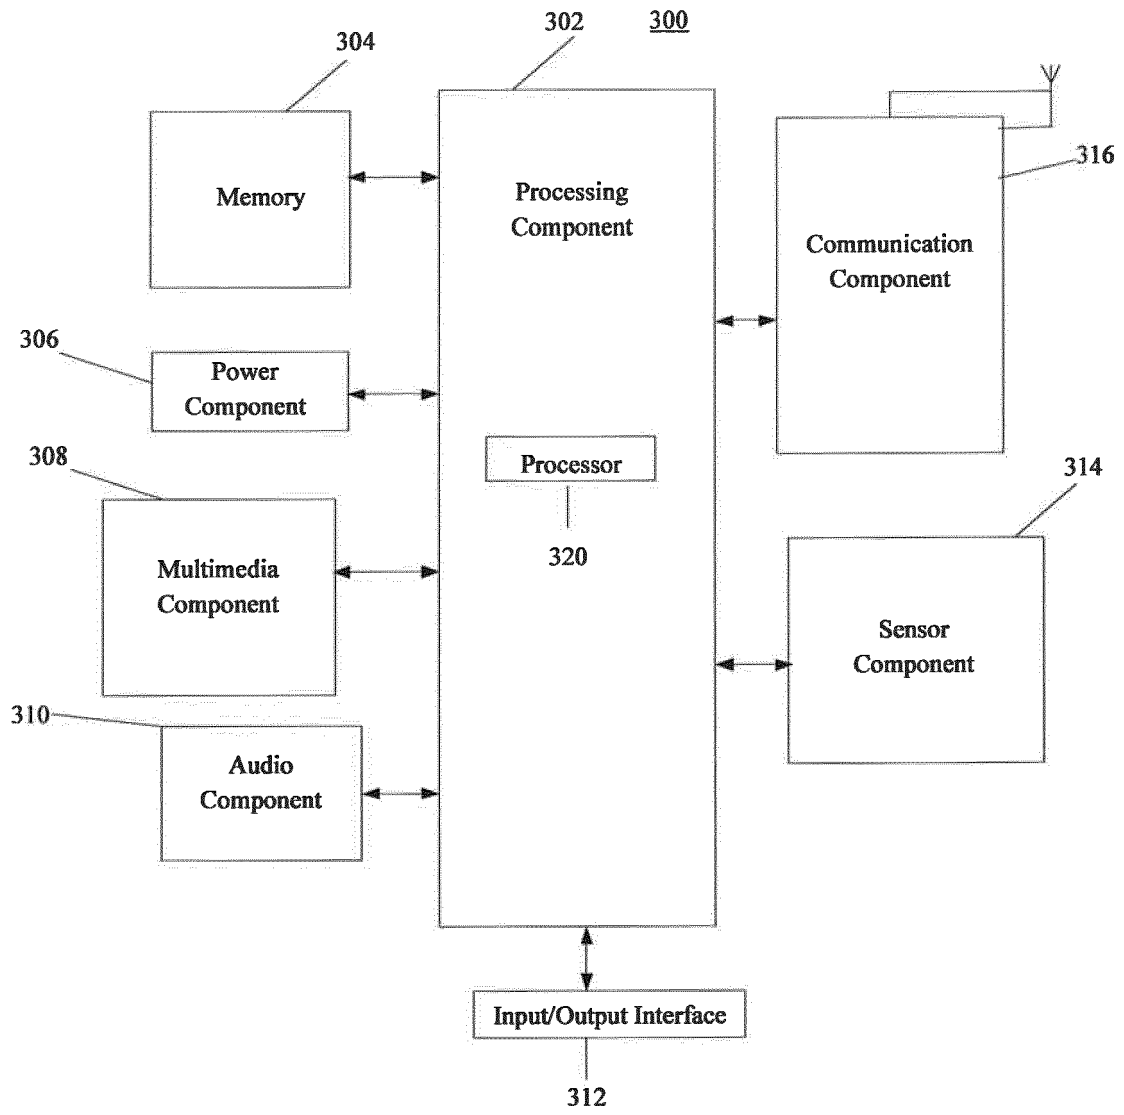 302
300
304
Memory
Processing
Component
316
Communication
Component
306
Power
Component
308
Processor
320
314
Multimedia
Component
Sensor
Component
310
Audio
Component
Input/Output Interface
312